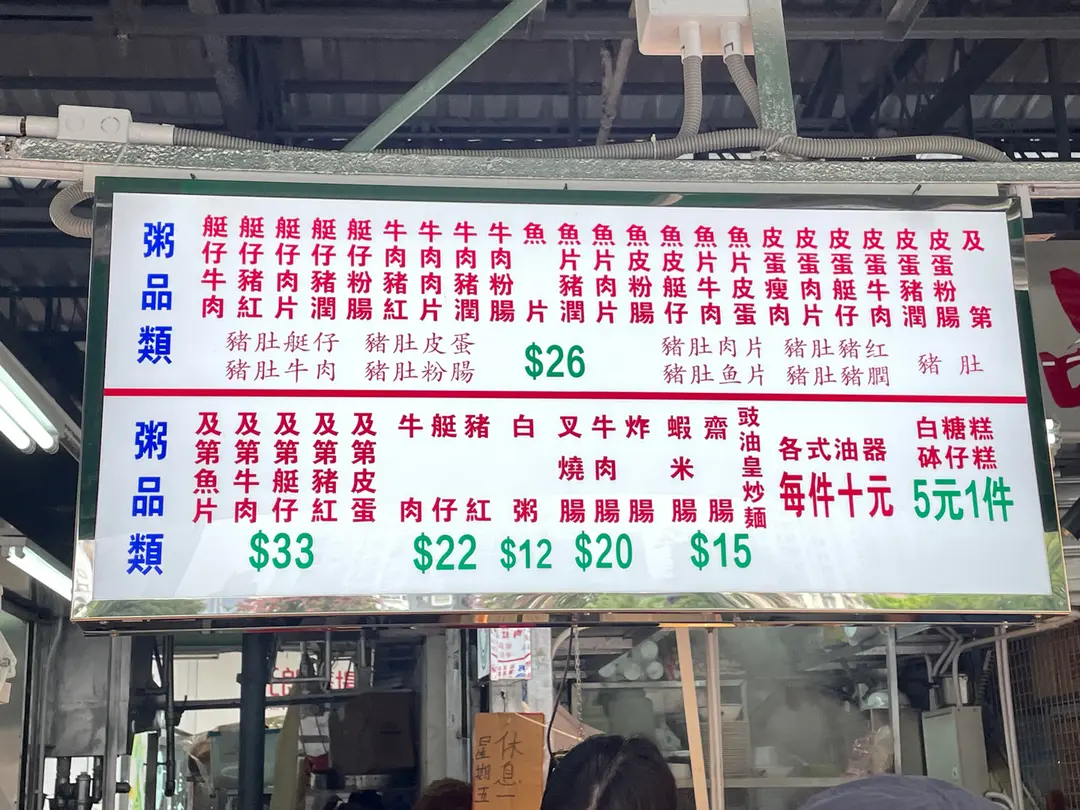 粥品類
艇仔牛肉
艇仔豬紅
艇仔肉片
艇仔豬潤
艇仔粉腸
牛肉豬紅
牛肉肉片
牛肉豬潤
牛肉粉腸
魚片
魚片豬潤
魚片肉片
魚皮粉腸
魚皮艇仔
魚片牛肉
魚片皮蛋
皮蛋瘦肉
皮蛋肉片
皮蛋艇仔
皮蛋牛肉
皮蛋豬潤
皮蛋粉腸
及第
豬肚艇仔 豬肚皮蛋
豬肚牛肉 豬肚粉腸
$26
豬肚肉片 豬肚豬红
豬肚鱼片 豬肚豬潤
豬肚
粥品類
及第魚片
及第牛肉
及第艇仔
及第豬紅
及第皮蛋
$33
牛肉
艇仔
豬紅
$22
白粥
$12
叉燒腸
牛肉腸
炸腸
$20
蝦米腸
齋腸
豉油皇炒麵
$15
各式油器
每件十元
白糖糕
砵仔糕
5元1件
休息
星期五